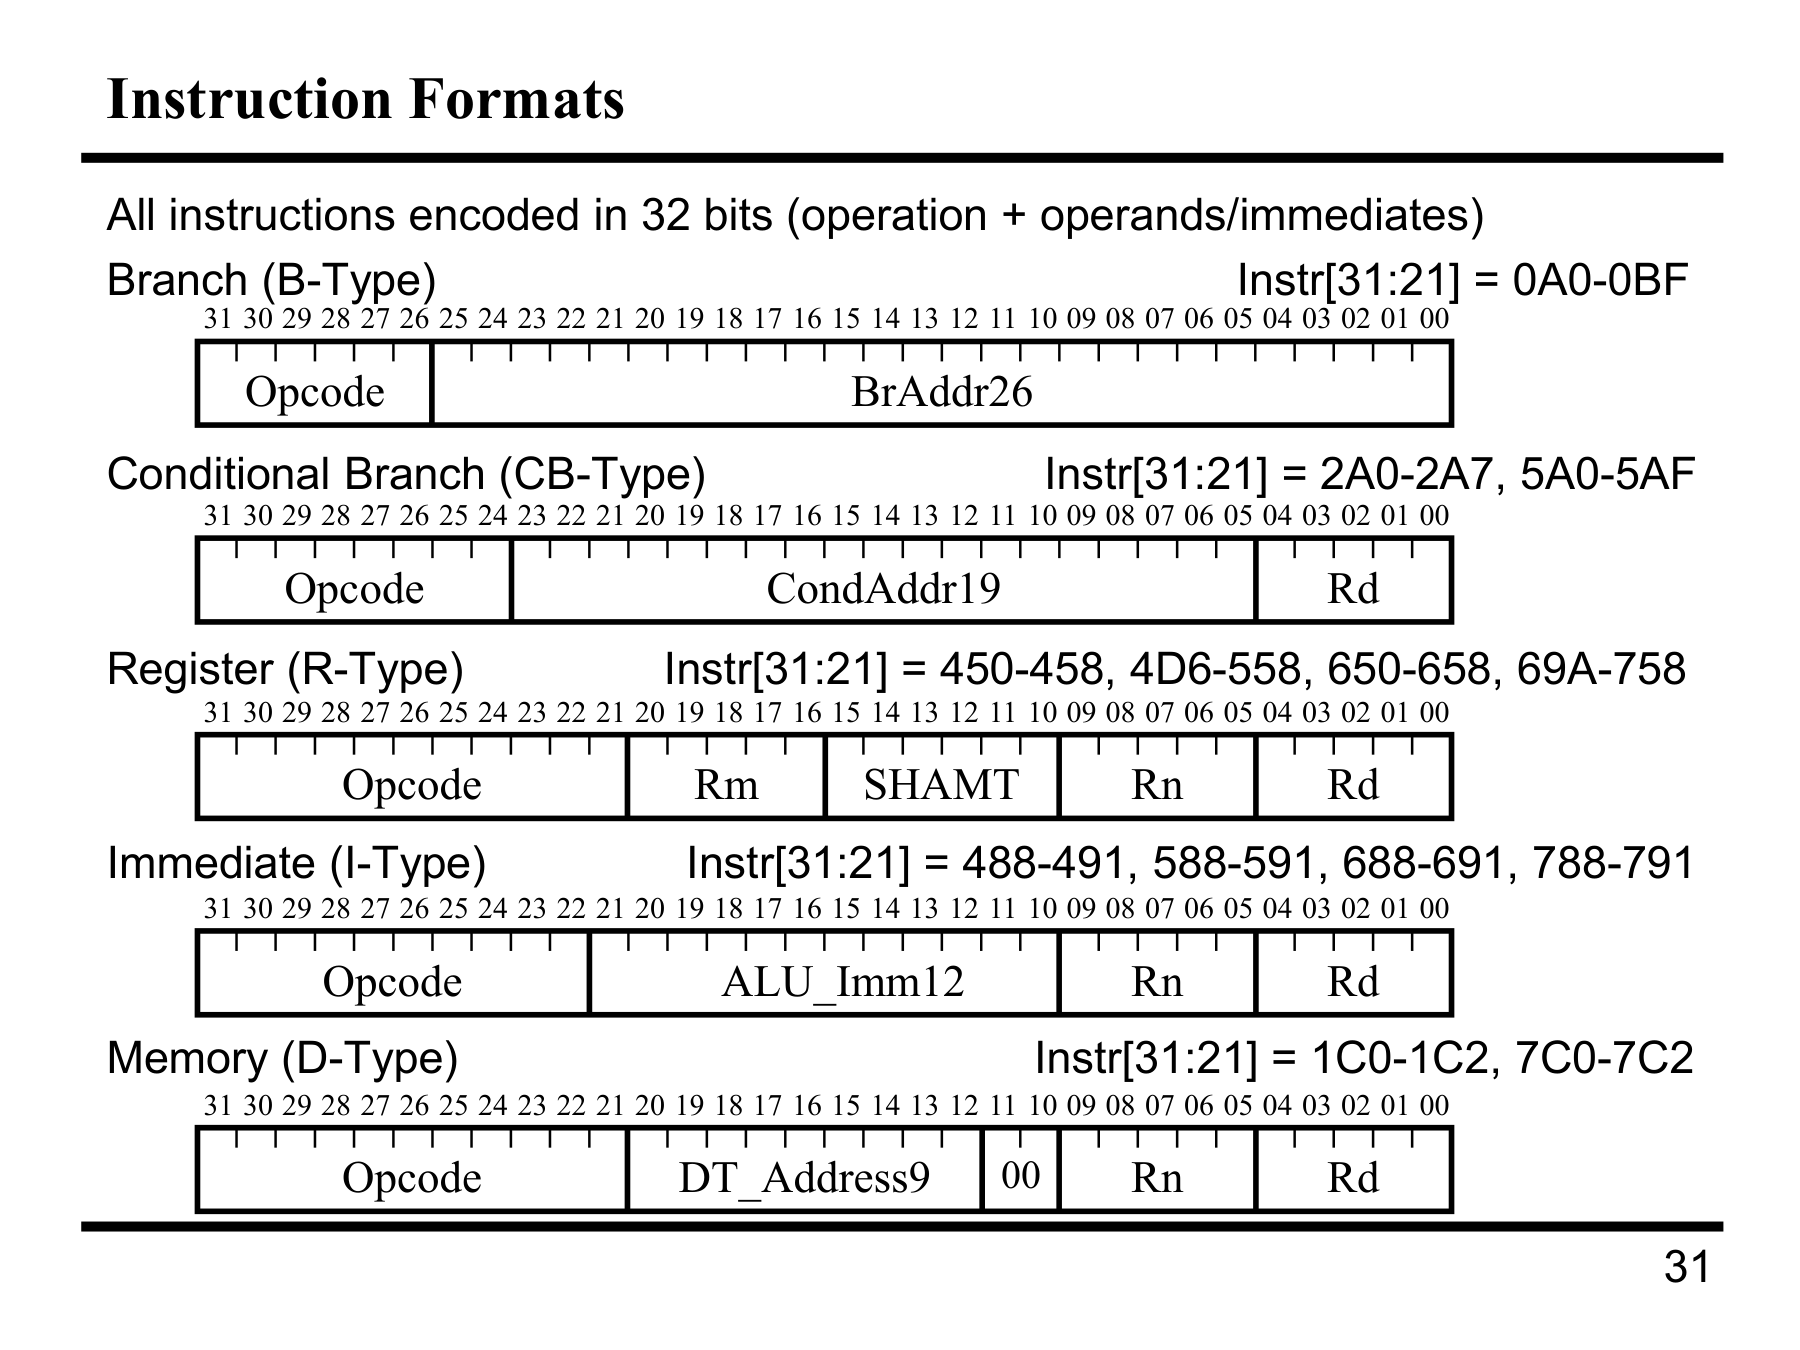 Instruction Formats
All instructions encoded in 32 bits (operation + operands/immediates)
Branch (B-Type) Instr[31:21] = 0A0-0BF
31 30 29 28 27 26 25 24 23 22 21 20 19 18 17 16 15 14 13 12 11 10 09 08 07 06 05 04 03 02 01 00
Opcode BrAddr26
Conditional Branch (CB-Type) Instr[31:21] = 2A0-2A7, 5A0-5AF
31 30 29 28 27 26 25 24 23 22 21 20 19 18 17 16 15 14 13 12 11 10 09 08 07 06 05 04 03 02 01 00
Opcode CondAddr19 Rd
Register (R-Type) Instr[31:21] = 450-458, 4D6-558, 650-658, 69A-758
31 30 29 28 27 26 25 24 23 22 21 20 19 18 17 16 15 14 13 12 11 10 09 08 07 06 05 04 03 02 01 00
Opcode Rm SHAMT Rn Rd
Immediate (I-Type) Instr[31:21] = 488-491, 588-591, 688-691, 788-791
31 30 29 28 27 26 25 24 23 22 21 20 19 18 17 16 15 14 13 12 11 10 09 08 07 06 05 04 03 02 01 00
Opcode ALU_Imm12 Rn Rd
Memory (D-Type) Instr[31:21] = 1C0-1C2, 7C0-7C2
31 30 29 28 27 26 25 24 23 22 21 20 19 18 17 16 15 14 13 12 11 10 09 08 07 06 05 04 03 02 01 00
Opcode DT_Address9 00 Rn Rd
31